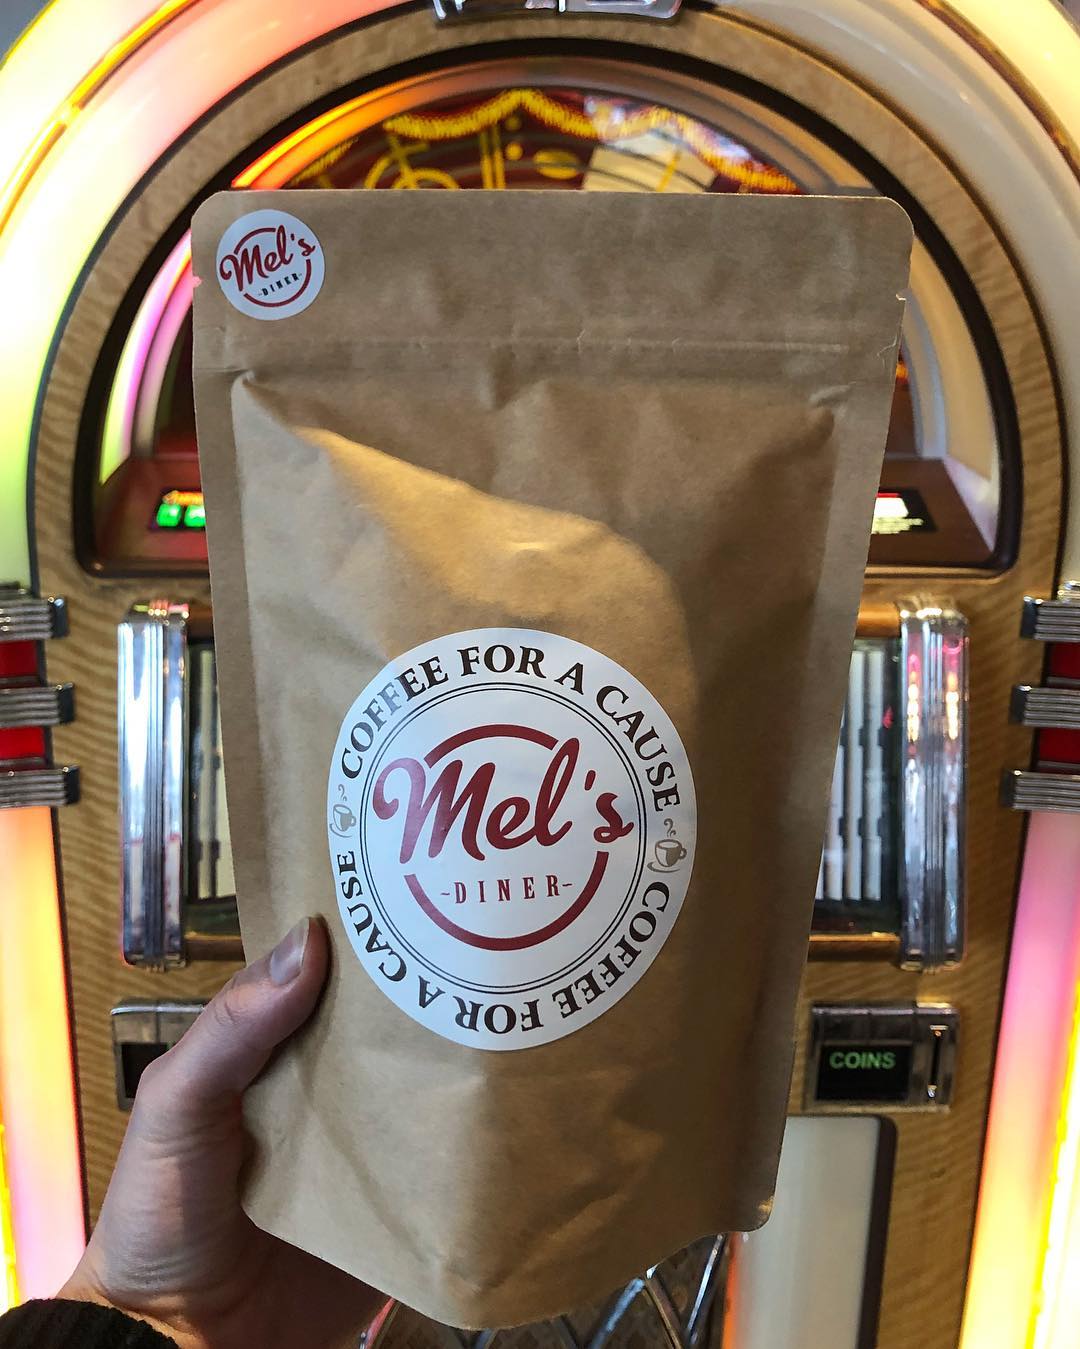 Mel's
-DINER-
COFFEE FOR A CAUSE
Mel's
-DINER-
COFFEE FOR A CAUSE
COINS